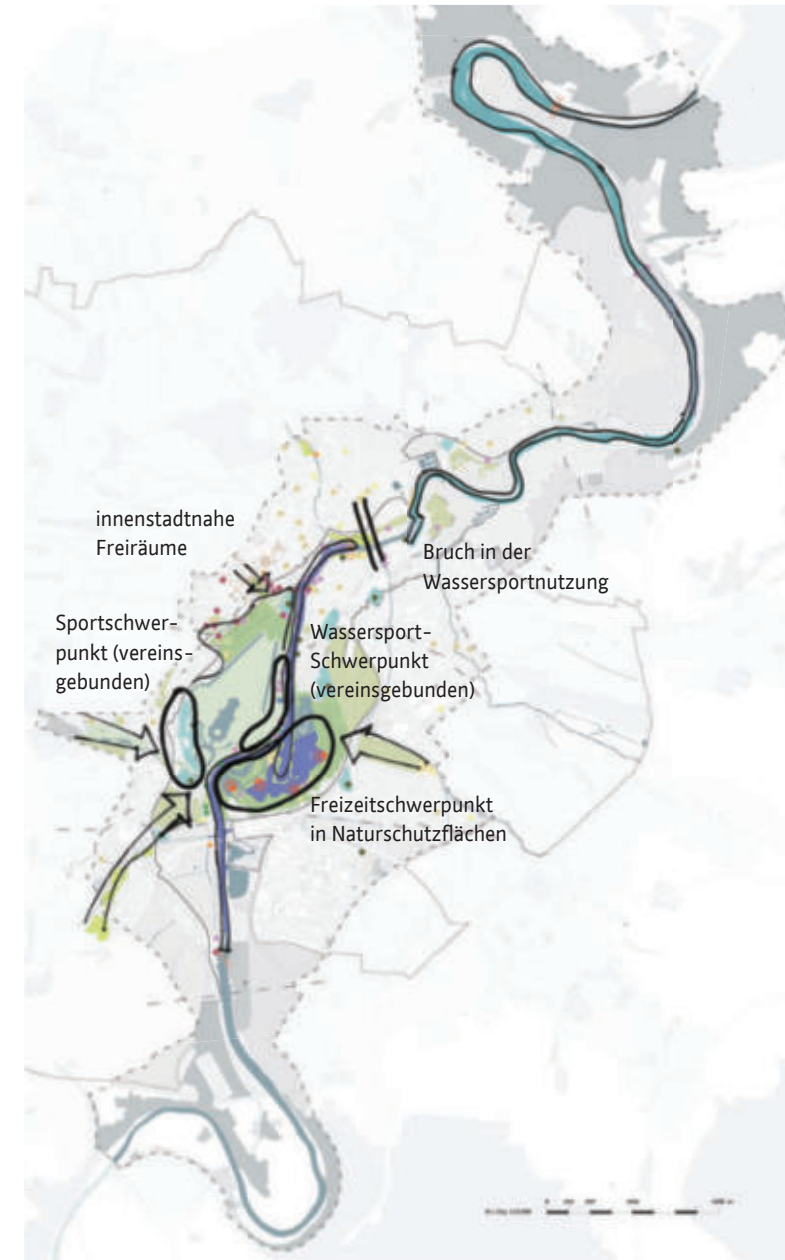 innenstadtnahe
Freiräume
Bruch in der
Wassersportnutzung
Sportschwer-
punkt (vereins-
gebunden)
Wassersport-
Schwerpunkt
(vereinsgebunden)
Freizeitschwerpunkt
in Naturschutzflächen